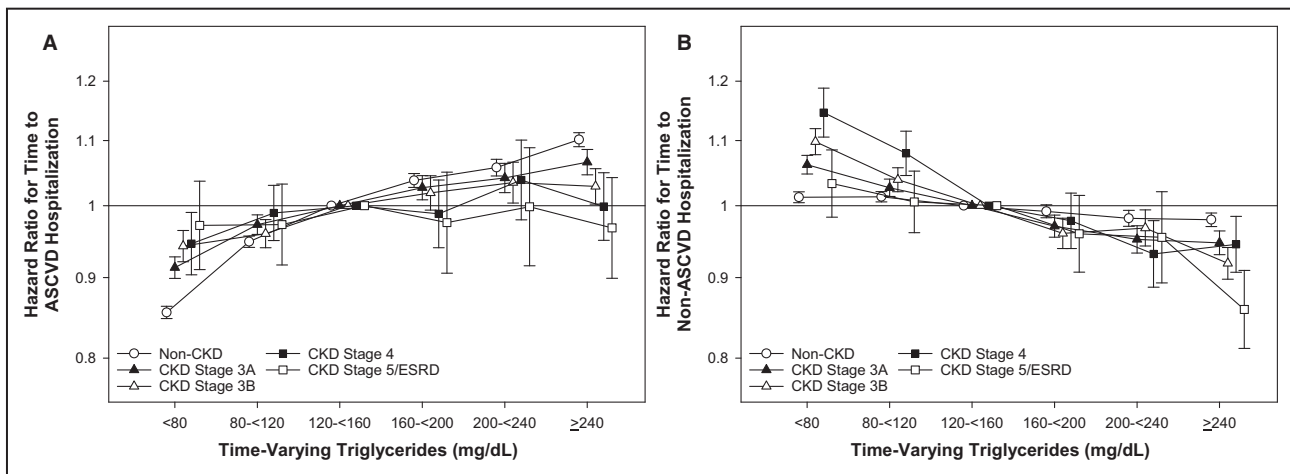 A
Hazard Ratio for Time to
ASCVD Hospitalization
1.2
1.1
1
0.9
0.8
Non-CKD
CKD Stage 3A
CKD Stage 3B
CKD Stage 4
CKD Stage 5/ESRD
<80
80-<120
120-<160
160-<200
200-<240
≥240
Time-Varying Triglycerides (mg/dL)
B
Hazard Ratio for Time to
Non-ASCVD Hospitalization
1.2
1.1
1
0.9
0.8
Non-CKD
CKD Stage 3A
CKD Stage 3B
CKD Stage 4
CKD Stage 5/ESRD
<80
80-<120
120-<160
160-<200
200-<240
≥240
Time-Varying Triglycerides (mg/dL)